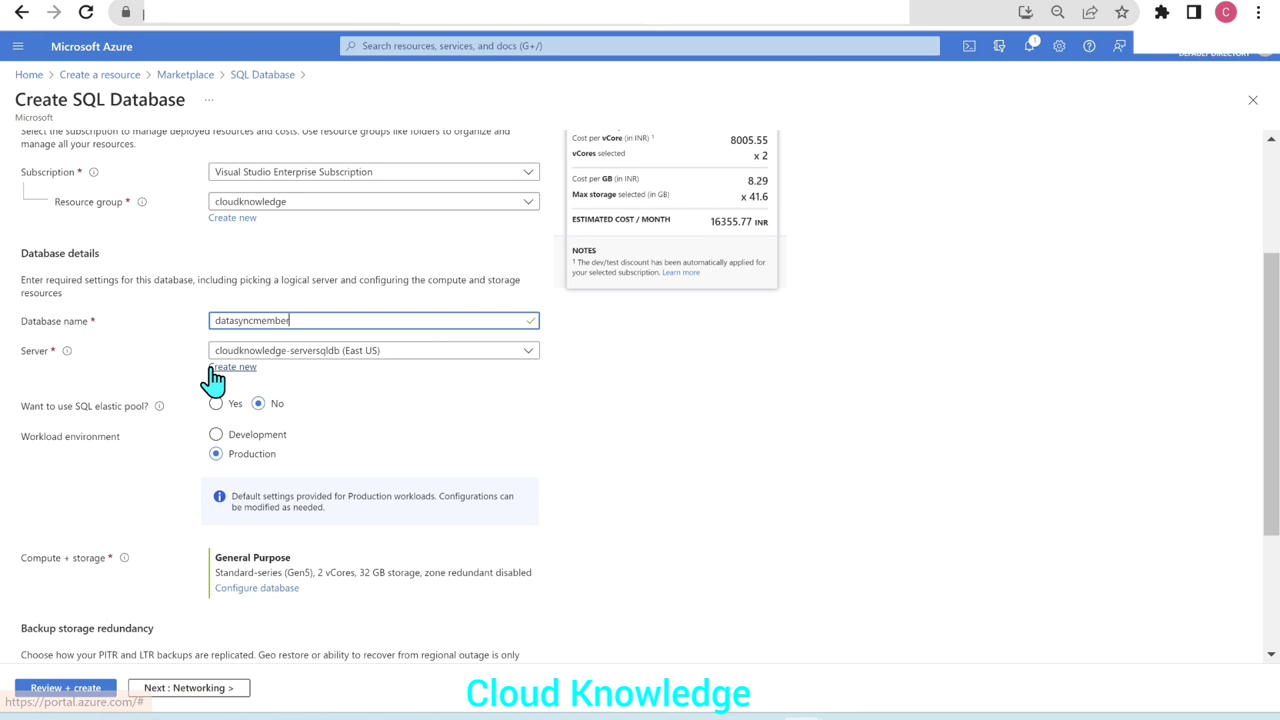 C
Microsoft Azure
Search resources, services, and docs (G+/)
1
Home > Create a resource > Marketplace > SQL Database >
Create SQL Database ...
Microsoft
Select the subscription to manage deployed resources and costs. Use resource groups like folders to organize and
manage all your resources.
Subscription *
Visual Studio Enterprise Subscription
Resource group *
cloudknowledge
Create new
Database details
Enter required settings for this database, including picking a logical server and configuring the compute and storage
resources
Database name *
datasyncmember
Server *
cloudknowledge-serversqldb (East US)
Create new
Want to use SQL elastic pool?
Yes
No
Workload environment
Development
Production
Default settings provided for Production workloads. Configurations can
be modified as needed.
Compute + storage *
General Purpose
Standard-series (Gen5), 2 vCores, 32 GB storage, zone redundant disabled
Configure database
Backup storage redundancy
Choose how your PITR and LTR backups are replicated. Geo restore or ability to recover from regional outage is only
Cost per vCore (in INR) 1
8005.55
vCores selected
x 2
Cost per GB (in INR)
8.29
Max storage selected (in GB)
x 41.6
ESTIMATED COST / MONTH
16355.77 INR
NOTES
1 The dev/test discount has been automatically applied for
your selected subscription. Learn more
Review + create
Next : Networking >
https://portal.azure.com/#
Cloud Knowledge